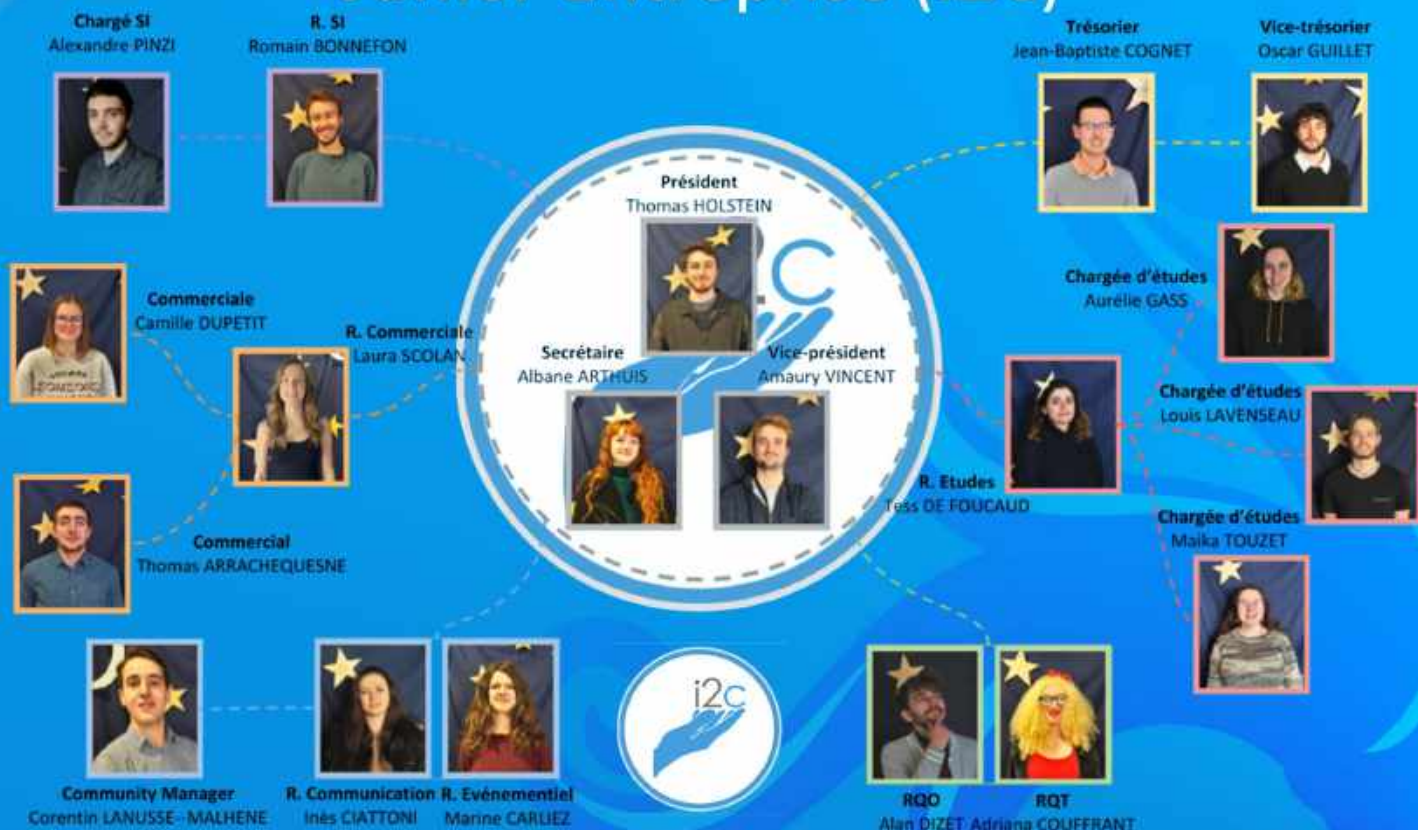 Junior-Entreprise (i2c)
Chargé SI
Alexandre PINZI
R. SI
Romain BONNEFON
Trésorier
Jean-Baptiste COGNET
Vice-trésorier
Oscar GUILLET
Président
Thomas HOLSTEIN
Commerciale
Camille DUPETIT
R. Commerciale
Laura SCOLAN
Secrétaire
Albane ARTHUIS
Vice-président
Amaury VINCENT
Chargée d'études
Aurélie GASS
Chargée d'études
Louis LAVENSEAU
R. Etudes
Tess DE FOUCAUD
Chargée d'études
Maika TOUZET
Commercial
Thomas ARRACHEQUESNE
i2c
Community Manager
Corentin LANUSSE--MALHENE
R. Communication
Inès CIATTONI
R. Evénementiel
Marine CARLIEZ
RQO
Alan DIZET
RQT
Adriana COUFFRANT